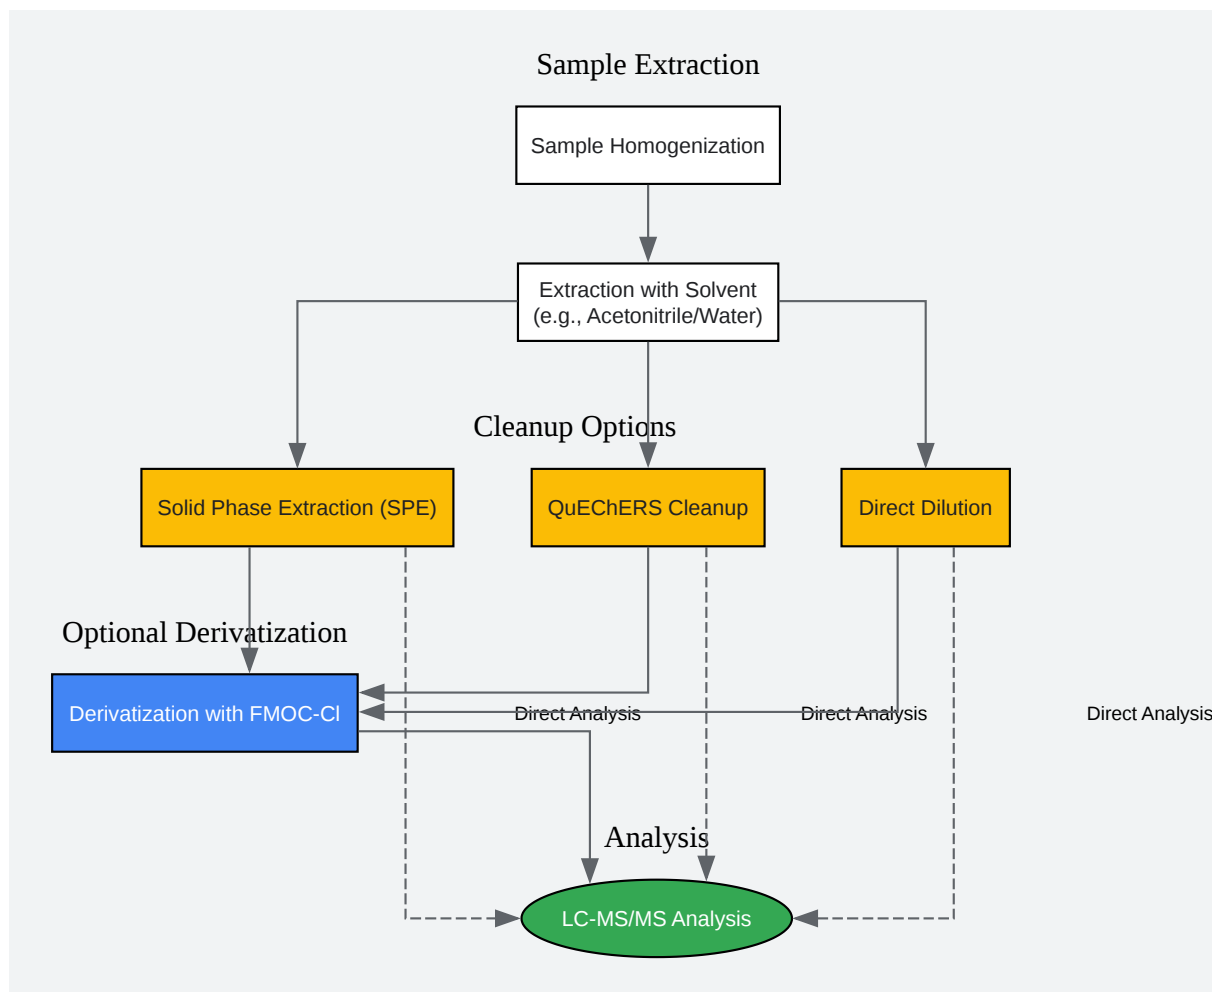 Sample Extraction
Sample Homogenization
Extraction with Solvent
(e.g., Acetonitrile/Water)
Cleanup Options
Solid Phase Extraction (SPE)
QuEChERS Cleanup
Direct Dilution
Optional Derivatization
Derivatization with FMOC-Cl
Direct Analysis
Direct Analysis
Direct Analysis
Analysis
LC-MS/MS Analysis